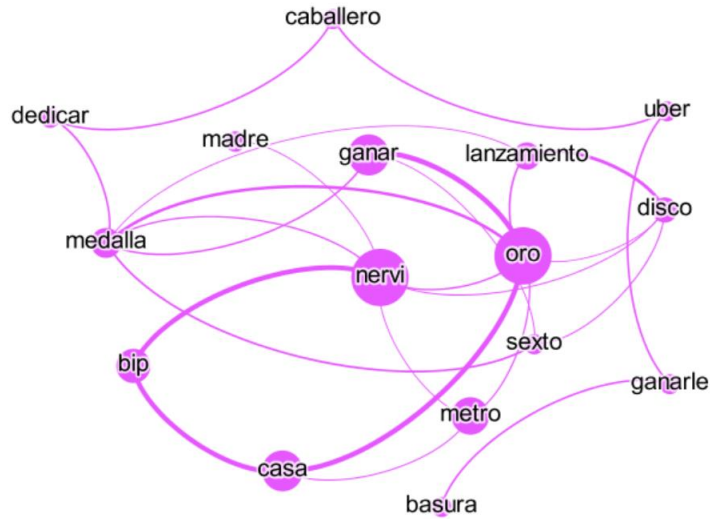 caballero
dedicar
uber
madre
ganar
lanzamiento
disco
medalla
nervi
oro
sexto
bip
ganarle
metro
casa
basura